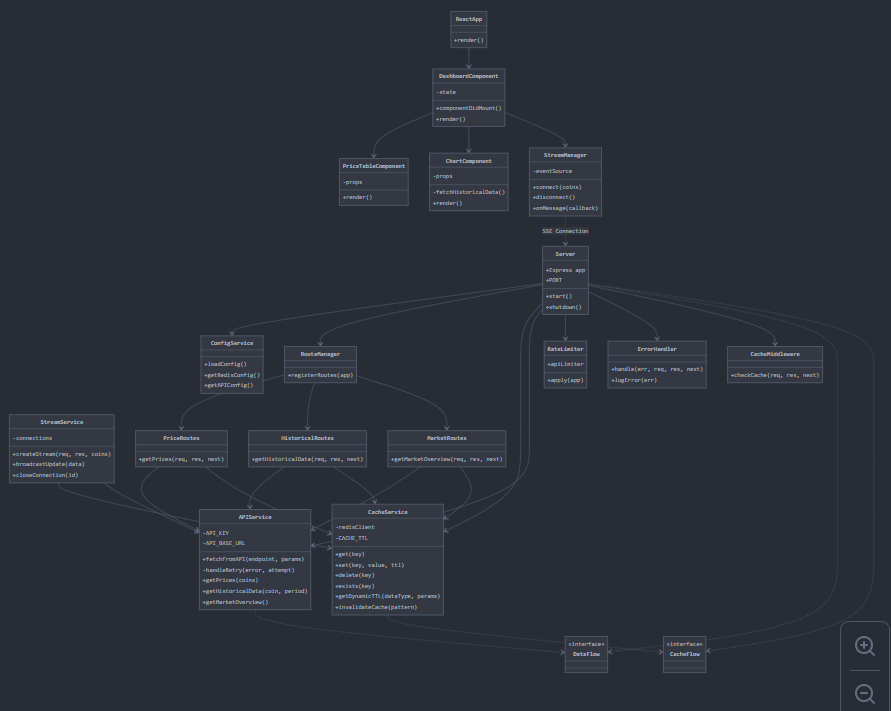 ReactApp
+render()
DashboardComponent
-state
+componentDidMount()
+render()
PriceTableComponent
-props
+render()
ChartComponent
-props
-fetchHistoricalData()
+render()
StreamManager
-eventSource
+connect(coins)
+disconnect()
+onMessage(callback)
SSE Connection
Server
+Express app
+PORT
+start()
+shutdown()
ConfigService
+loadConfig()
+getRedisConfig()
+getAPIConfig()
RouteManager
+registerRoutes(app)
RateLimiter
+apiLimiter
+apply(app)
ErrorHandler
+handle(err, req, res, next)
+logError(err)
CacheMiddleware
+checkCache(req, res, next)
StreamService
-connections
+createStream(req, res, coins)
+broadcastUpdate(data)
+closeConnection(id)
PriceRoutes
+getPrices(req, res, next)
HistoricalRoutes
+getHistoricalData(req, res, next)
MarketRoutes
+getMarketOverview(req, res, next)
APIService
-API_KEY
-API_BASE_URL
+fetchFromAPI(endpoint, params)
-handleRetry(error, attempt)
+getPrices(coins)
+getHistoricalData(coin, period)
+getMarketOverview()
CacheService
-redisClient
-CACHE_TTL
+get(key)
+set(key, value, ttl)
+delete(key)
+exists(key)
+getDynamicTTL(dataType, params)
+invalidateCache(pattern)
«interface»
DataFlow
«interface»
CacheFlow